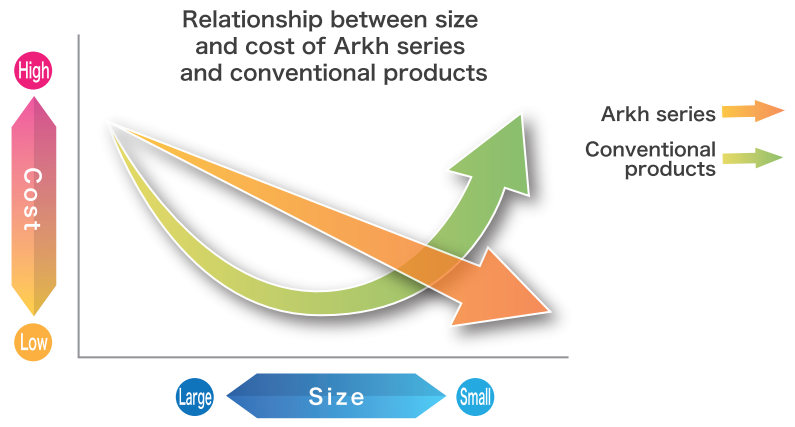 Relationship between size
and cost of Arkh series
and conventional products
High
Cost
Low
Arkh series
Conventional
products
Large
Size
Small